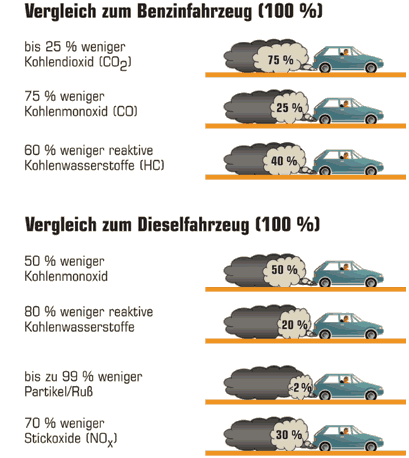 Vergleich zum Benzinfahrzeug (100 %)
bis 25 % weniger
Kohlendioxid (CO2)
75 %
75 % weniger
Kohlenmonoxid (CO)
25 %
60 % weniger reaktive
Kohlenwasserstoffe (HC)
40 %
Vergleich zum Dieselfahrzeug (100 %)
50 % weniger
Kohlenmonoxid
50 %
80 % weniger reaktive
Kohlenwasserstoffe
20 %
bis zu 99 % weniger
Partikel/Ruß
2 %
70 % weniger
Stickoxide (NOx)
30 %